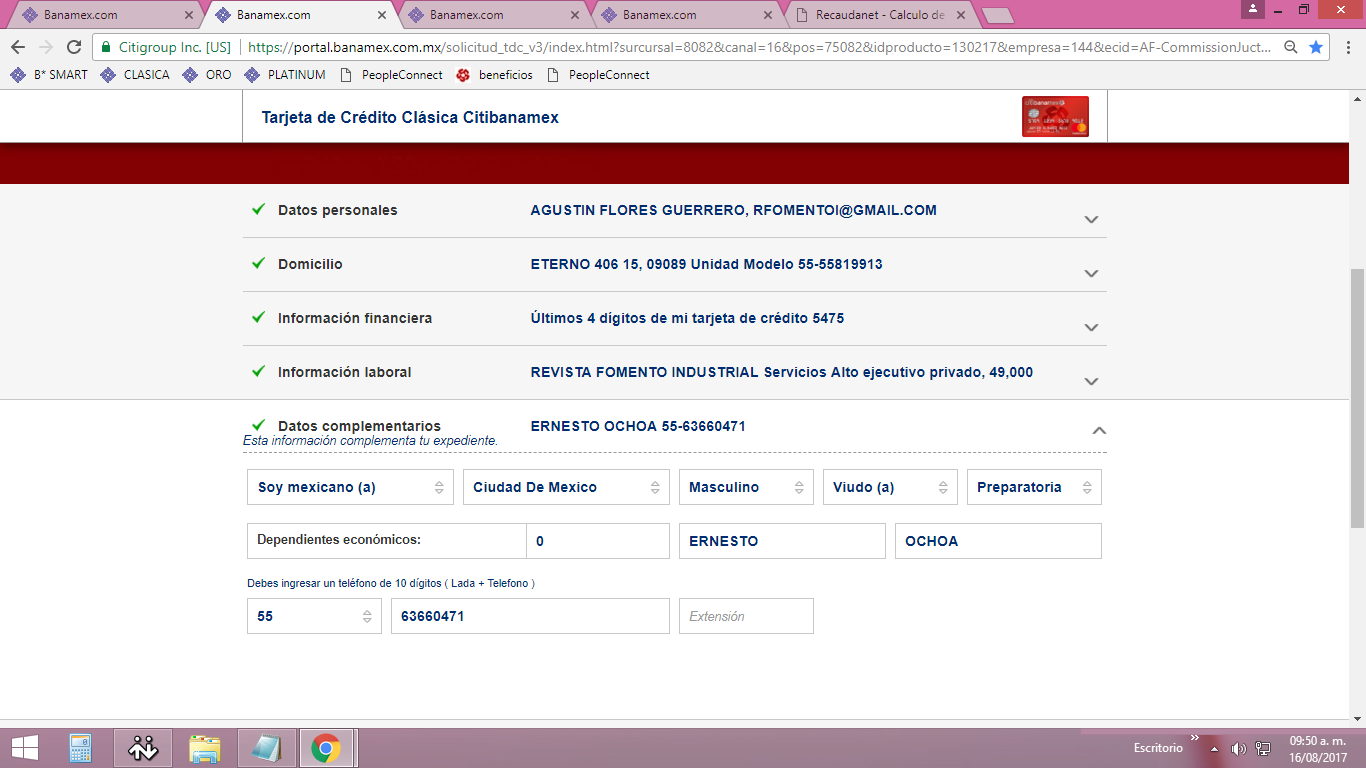 Banamex.com
Banamex.com
Banamex.com
Banamex.com
Recaudanet - Calculo de
Citigroup Inc. [US]
https://portal.banamex.com.mx/solicitud_tdc_v3/index.html?sursursal=8082&canal=16&pos=75082&idproducto=130217&empresa=144&ecid=AF-CommissionJuct...
B* SMART
CLASICA
ORO
PLATINUM
PeopleConnect
beneficios
PeopleConnect
Tarjeta de Crédito Clásica Citibanamex
citibanamex
Datos personales
AGUSTIN FLORES GUERRERO, RFOMENTOI@GMAIL.COM
Domicilio
ETERNO 406 15, 09089 Unidad Modelo 55-55819913
Información financiera
Últimos 4 dígitos de mi tarjeta de crédito 5475
Información laboral
REVISTA FOMENTO INDUSTRIAL Servicios Alto ejecutivo privado, 49,000
Datos complementarios
ERNESTO OCHOA 55-63660471
Esta información complementa tu expediente.
Soy mexicano (a)
Ciudad De Mexico
Masculino
Viudo (a)
Preparatoria
Dependientes económicos:
0
ERNESTO
OCHOA
Debes ingresar un teléfono de 10 dígitos ( Lada + Telefono )
55
63660471
Extensión
Escritorio
09:50 a. m.
16/08/2017